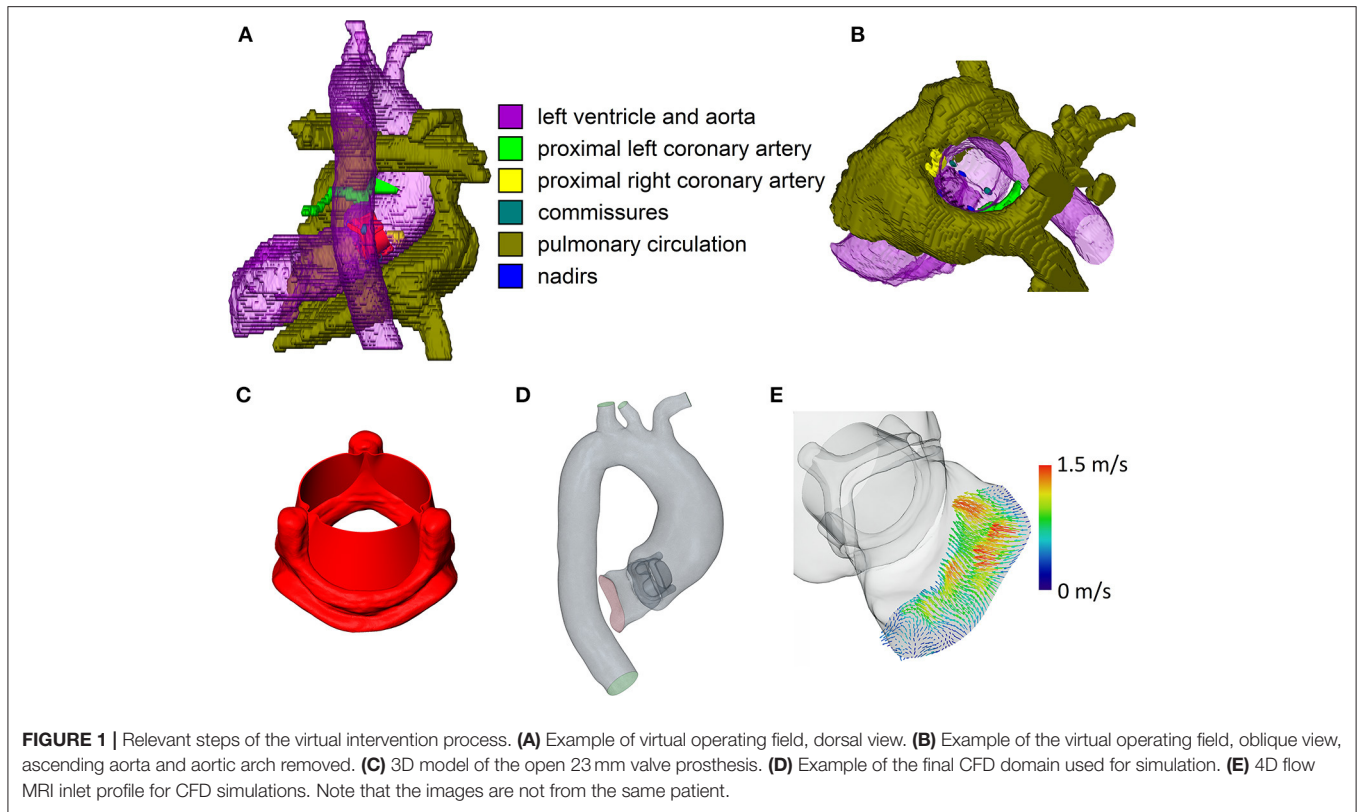 A
B
left ventricle and aorta
proximal left coronary artery
proximal right coronary artery
commissures
pulmonary circulation
nadirs
C
D
E
1.5 m/s
0 m/s
FIGURE 1 | Relevant steps of the virtual intervention process. (A) Example of virtual operating field, dorsal view. (B) Example of the virtual operating field, oblique view,
ascending aorta and aortic arch removed. (C) 3D model of the open 23 mm valve prosthesis. (D) Example of the final CFD domain used for simulation. (E) 4D flow
MRI inlet profile for CFD simulations. Note that the images are not from the same patient.